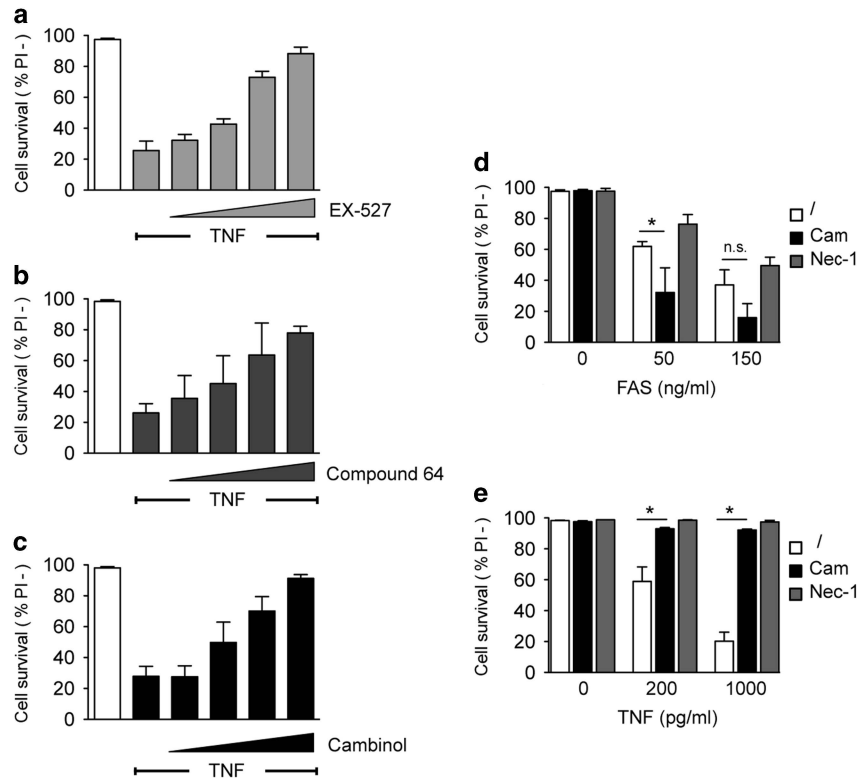 a
Cell survival (% PI -)
100
80
60
40
20
0
EX-527
TNF
b
Cell survival (% PI -)
100
80
60
40
20
0
Compound 64
TNF
c
Cell survival (% PI -)
100
80
60
40
20
0
Cambinol
TNF
d
Cell survival (% PI -)
100
80
60
40
20
0
*
n.s.
/
Cam
Nec-1
0 50 150
FAS (ng/ml)
e
Cell survival (% PI -)
100
80
60
40
20
0
* *
/
Cam
Nec-1
0 200 1000
TNF (pg/ml)